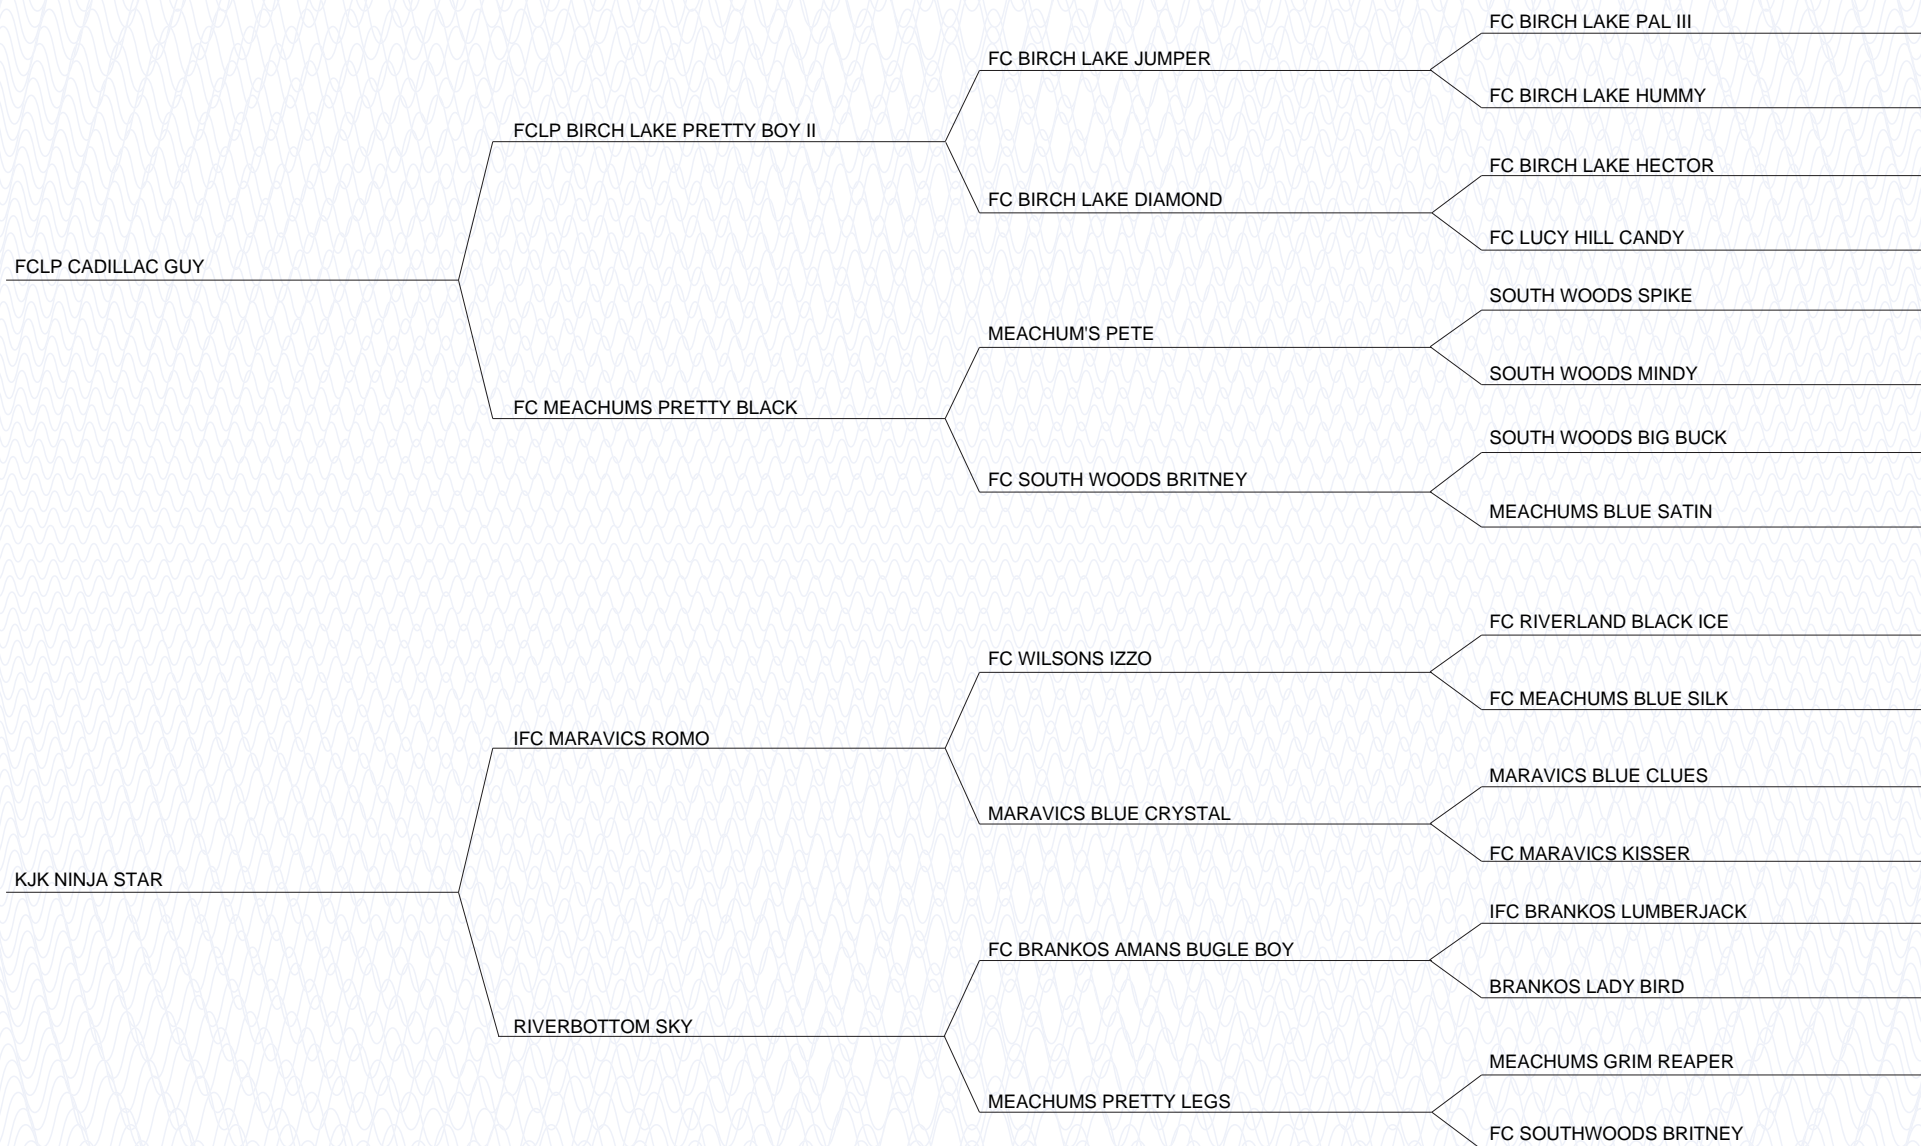 FC BIRCH LAKE PAL III
FC BIRCH LAKE JUMPER
FC BIRCH LAKE HUMMY
FCLP BIRCH LAKE PRETTY BOY II
FC BIRCH LAKE HECTOR
FC BIRCH LAKE DIAMOND
FC LUCY HILL CANDY
FCLP CADILLAC GUY
SOUTH WOODS SPIKE
MEACHUM'S PETE
SOUTH WOODS MINDY
FC MEACHUMS PRETTY BLACK
SOUTH WOODS BIG BUCK
FC SOUTH WOODS BRITNEY
MEACHUMS BLUE SATIN
FC RIVERLAND BLACK ICE
FC WILSONS IZZO
FC MEACHUMS BLUE SILK
IFC MARAVICS ROMO
MARAVICS BLUE CLUES
MARAVICS BLUE CRYSTAL
FC MARAVICS KISSER
KJK NINJA STAR
IFC BRANKOS LUMBERJACK
FC BRANKOS AMANS BUGLE BOY
BRANKOS LADY BIRD
RIVERBOTTOM SKY
MEACHUMS GRIM REAPER
MEACHUMS PRETTY LEGS
FC SOUTHWOODS BRITNEY